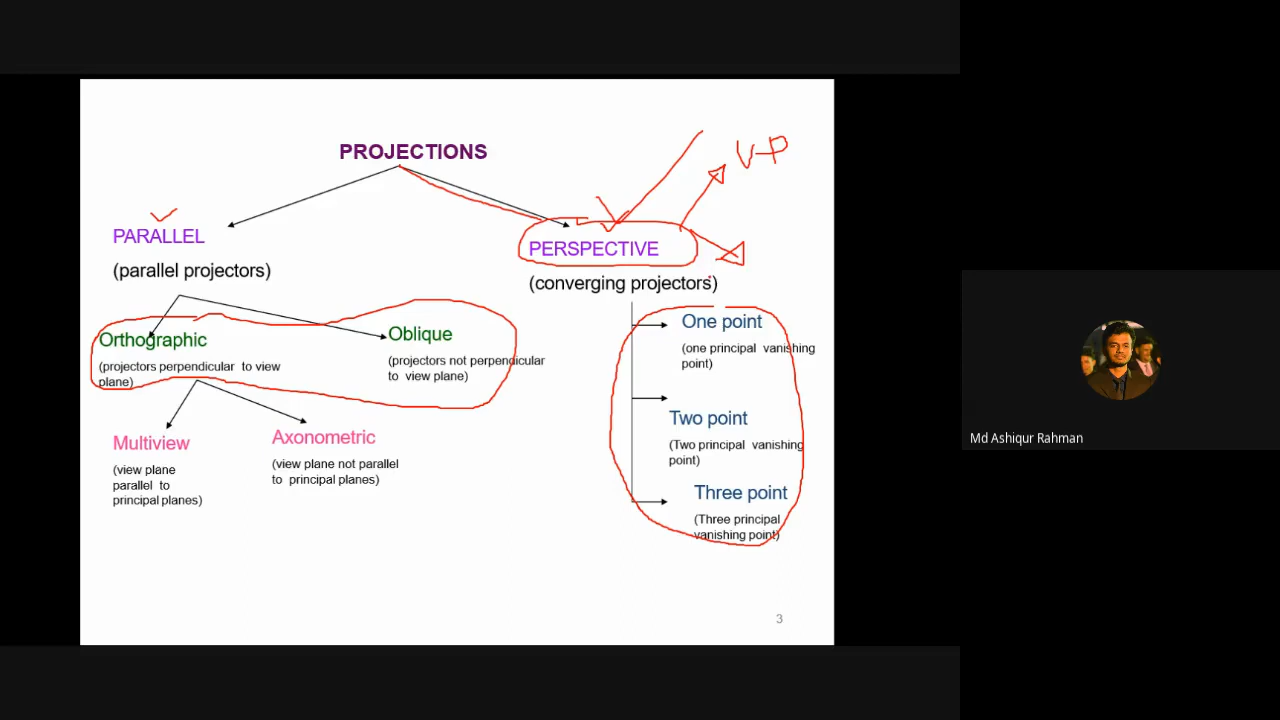 PROJECTIONS
V-P
PARALLEL
(parallel projectors)
PERSPECTIVE
(converging projectors)
Orthographic
(projectors perpendicular to view
plane)
Oblique
(projectors not perpendicular
to view plane)
Multiview
(view plane
parallel to
principal planes)
Axonometric
(view plane not parallel
to principal planes)
One point
(one principal vanishing
point)
Two point
(Two principal vanishing
point)
Three point
(Three principal
vanishing point)
3
Md Ashiqur Rahman